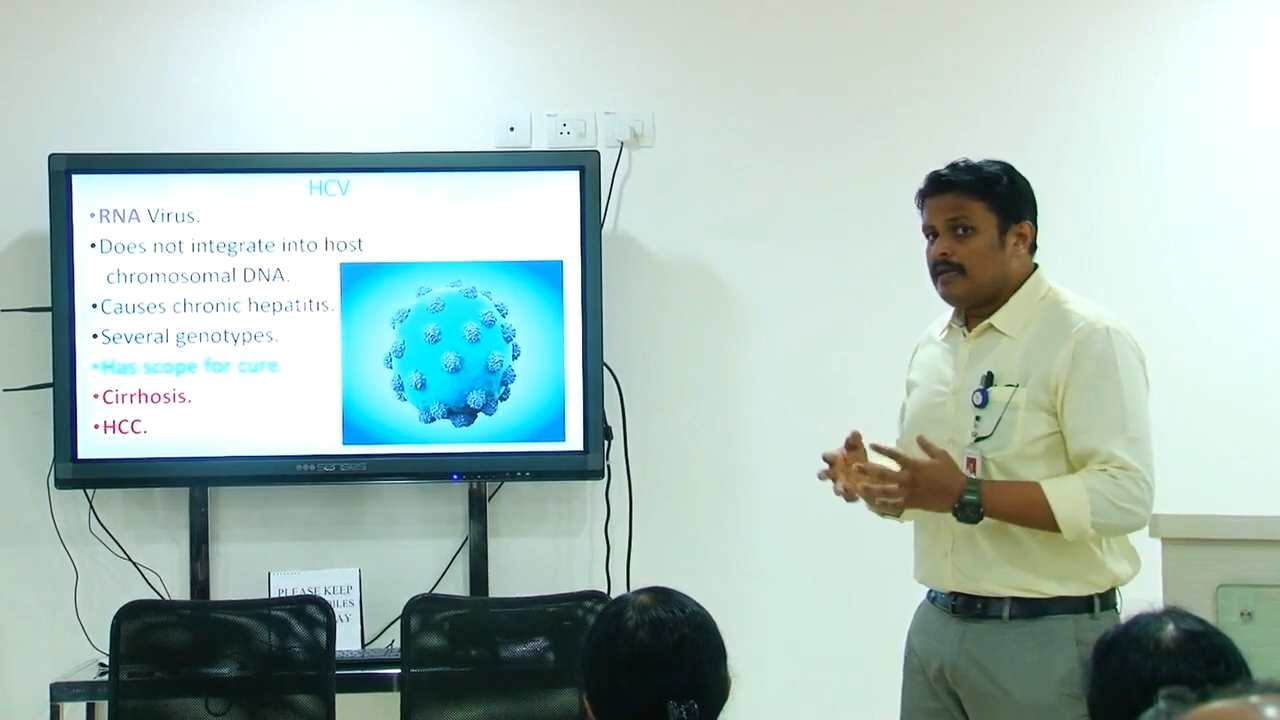 HCV
•RNA Virus.
•Does not integrate into host
chromosomal DNA.
•Causes chronic hepatitis.
•Several genotypes.
•Has scope for cure.
•Cirrhosis.
•HCC.
PLEASE KEEP